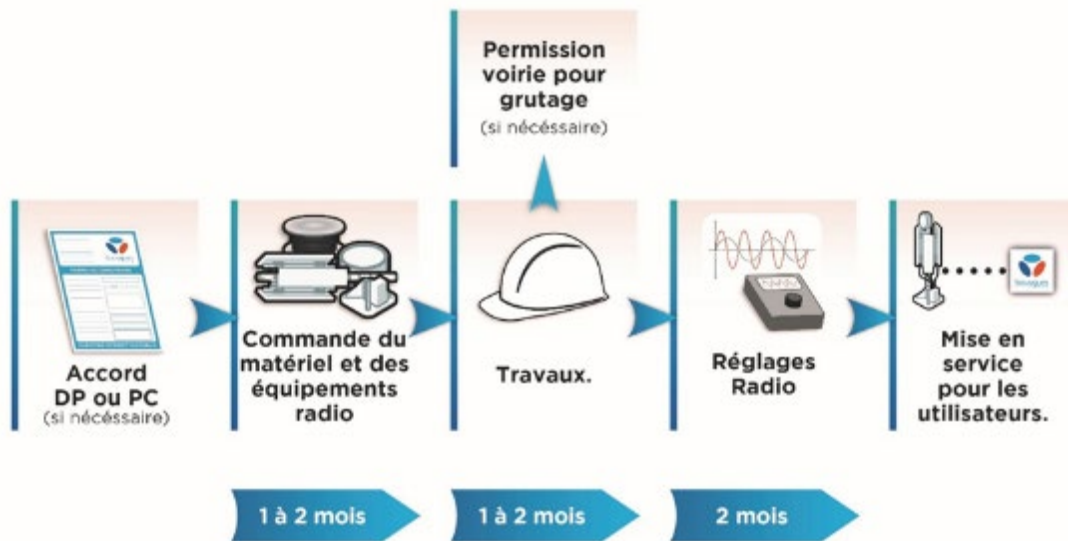 Permission
voirie pour
grutage
(si nécéssaire)
Accord
DP ou PC
(si nécéssaire)
Commande du
matériel et des
équipements
radio
Travaux.
Réglages
Radio
Mise en
service
pour les
utilisateurs.
1 à 2 mois
1 à 2 mois
2 mois